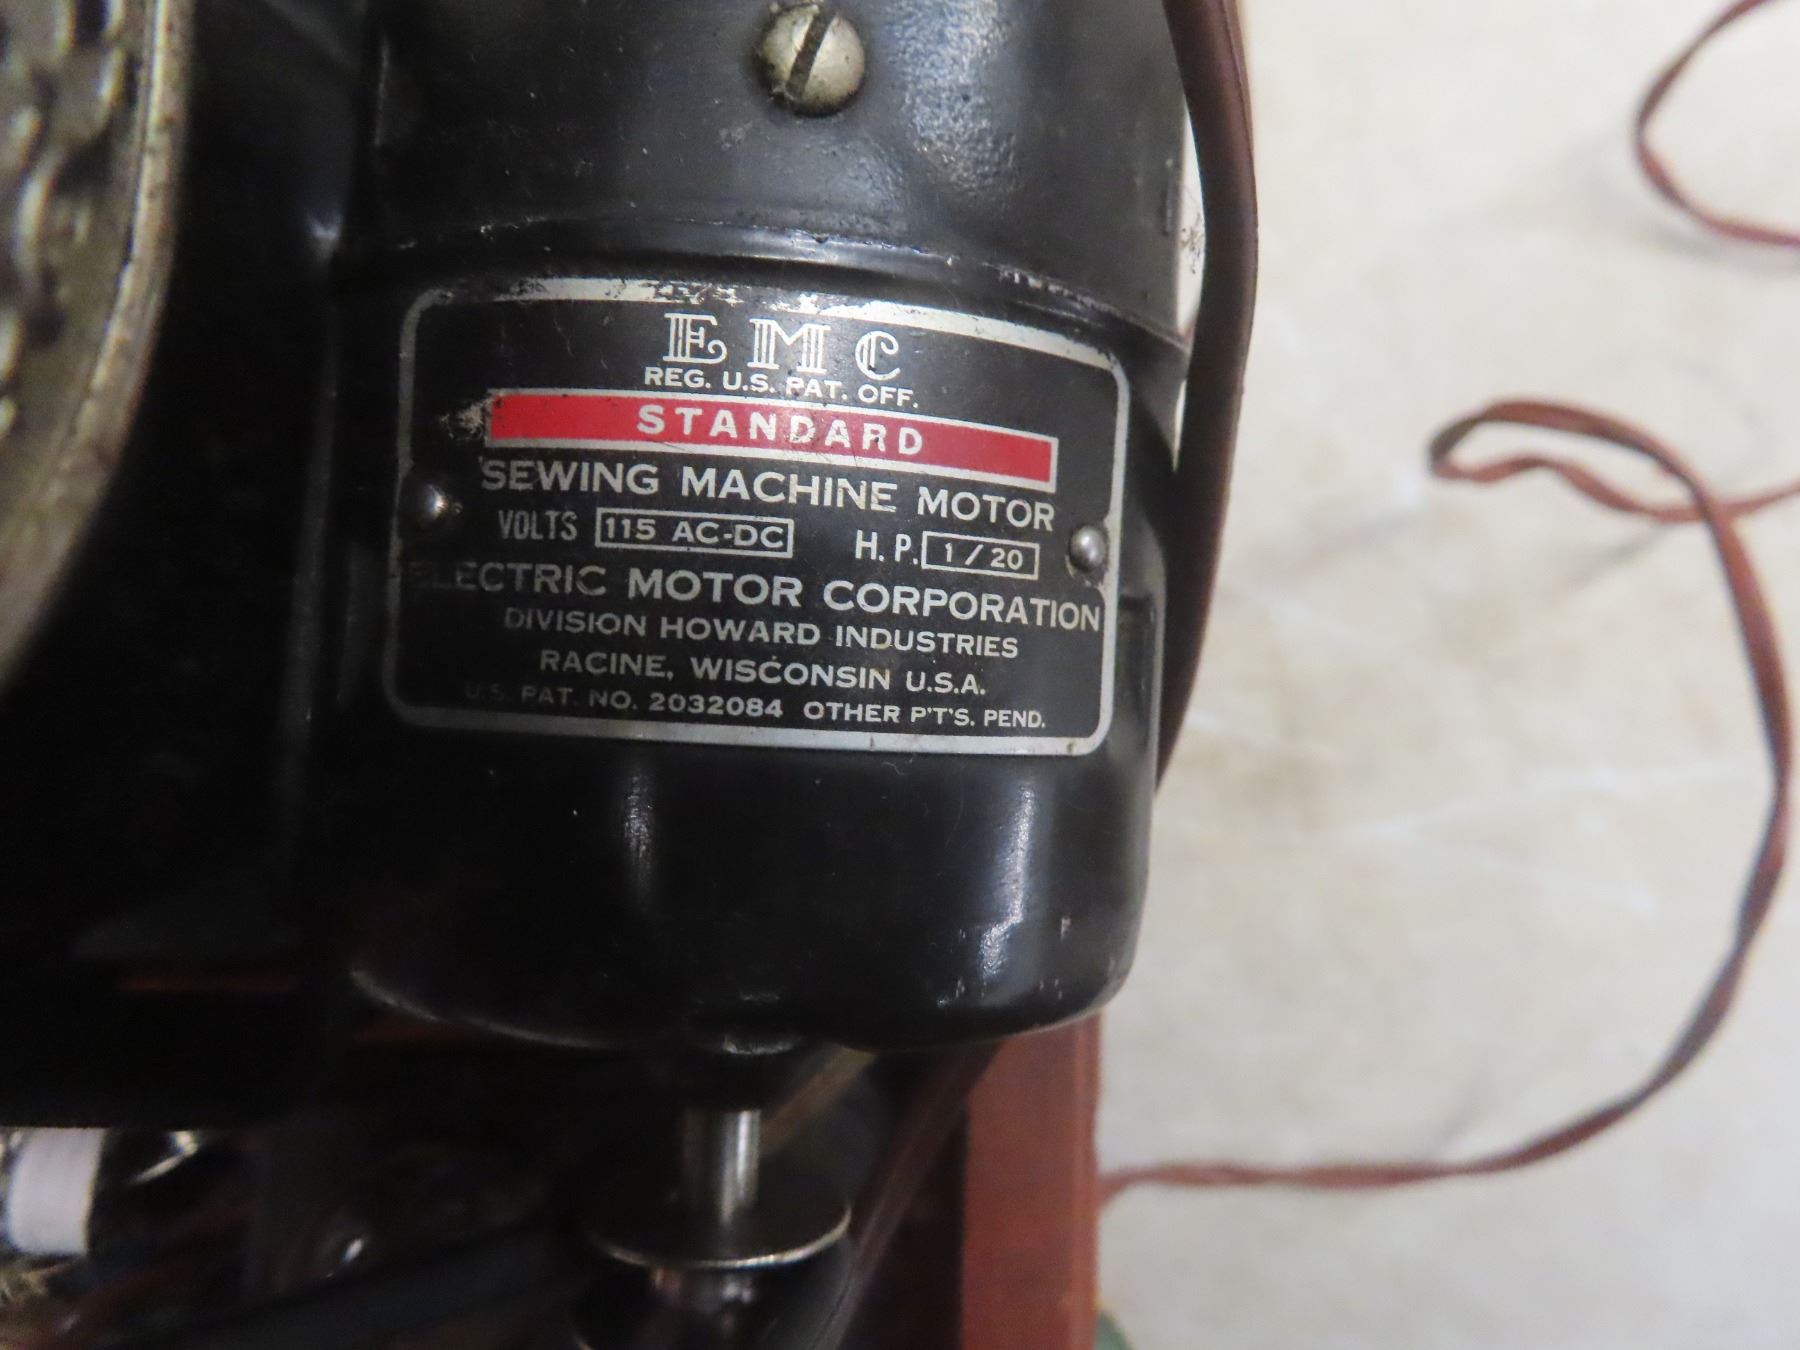 EMC
REG. U.S. PAT. OFF.
STANDARD
SEWING MACHINE MOTOR
VOLTS 115 AC-DC H.P. 1/20
ELECTRIC MOTOR CORPORATION
DIVISION HOWARD INDUSTRIES
RACINE, WISCONSIN U.S.A.
U.S. PAT. NO. 2032084 OTHER P'T'S. PEND.